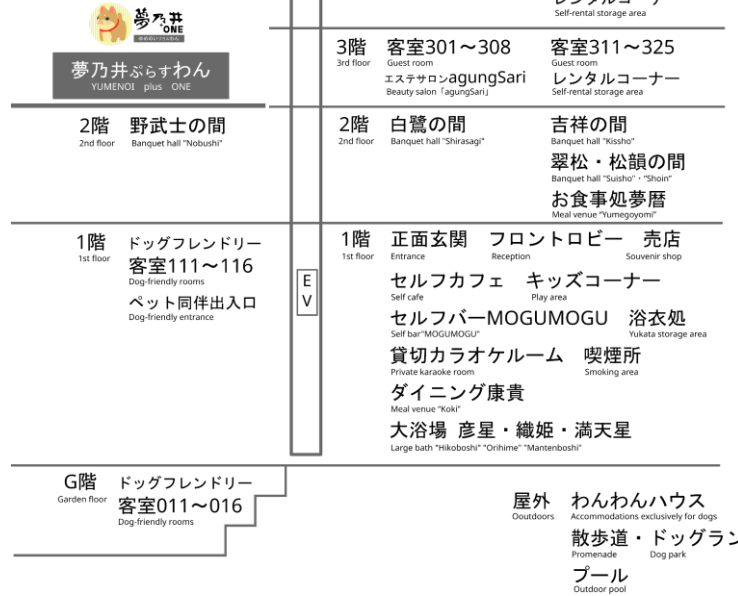 夢乃井
ONE
夢乃井ぷらすわん
YUMENOI plus ONE
2階 野武士の間
2nd floor Banquet hall "Nobushi"
1階 ドッグフレンドリー
1st floor 客室111～116
Dog-friendly rooms
ペット同伴出入口
Dog-friendly entrance
G階 ドッグフレンドリー
Garden floor 客室011～016
Dog-friendly rooms
EV
Self-rental storage area
3階 客室301～308 客室311～325
3rd floor Guest room Guest room
エステサロンagungSari レンタルコーナー
Beauty salon「agungSari」 Self-rental storage area
2階 白鷺の間 吉祥の間
2nd floor Banquet hall "Shirasagi" Banquet hall "Kissho"
翠松・松韻の間
Banquet hall "Suisho"・"Shoin"
お食事処夢暦
Meal venue "Yumegoyomi"
1階 正面玄関 フロントロビー 売店
1st floor Entrance Reception Souvenir shop
セルフカフェ キッズコーナー
Self cafe Play area
セルフバーMOGUMOGU 浴衣処
Self bar"MOGUMOGU" Yukata storage area
貸切カラオケルーム 喫煙所
Private karaoke room Smoking area
ダイニング康貴
Meal venue "Koki"
大浴場 彦星・織姫・満天星
Large bath "Hikoboshi" "Orihime" "Mantenboshi"
屋外 わんわんハウス
Ooutdoors Accommodations exclusively for dogs
散歩道・ドッグラン
Promenade Dog park
プール
Outdoor pool